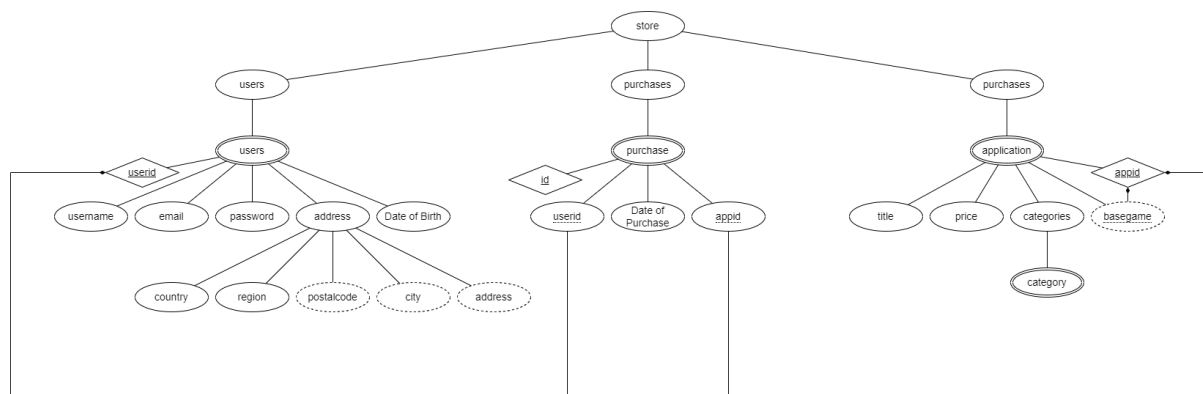 store
users
purchases
purchases
users
purchase
application
userid
id
appid
username
email
password
address
Date of Birth
userid
Date of
Purchase
appid
title
price
categories
basegame
country
region
postalcode
city
address
category